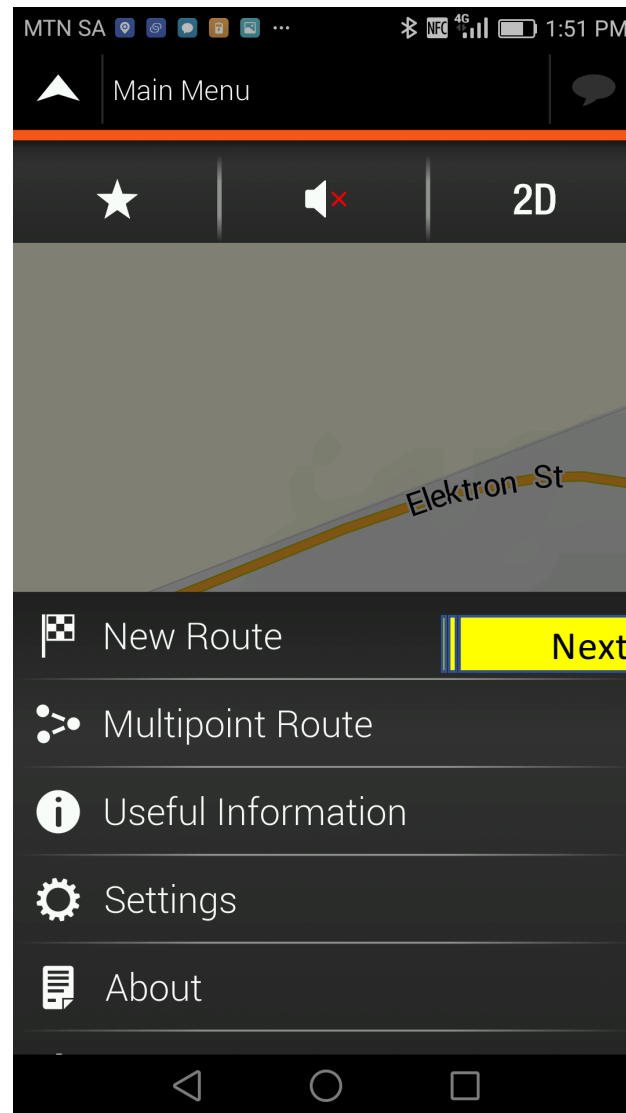 MTN SA NFC 4G 1:51 PM
Main Menu
2D
Elektron St
New Route Next
Multipoint Route
Useful Information
Settings
About